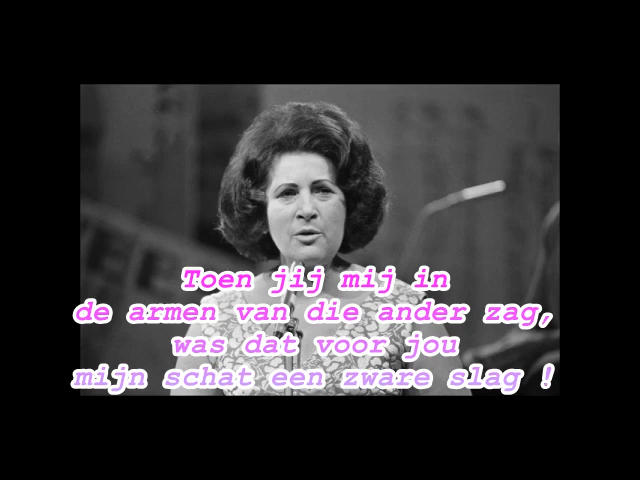 Toen jij mij in
de armen van die ander zag,
was dat voor jou
mijn schat een zware slag !